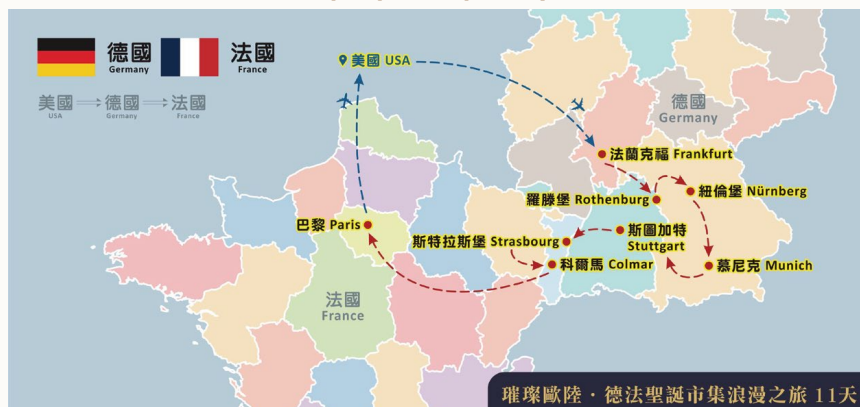 德國
Germany
法國
France
美國 USA
美國 德國 法國
USA Germany France
德國
Germany
法蘭克福 Frankfurt
羅滕堡 Rothenburg
紐倫堡 Nürnberg
巴黎 Paris
斯特拉斯堡 Strasbourg
斯圖加特
Stuttgart
科爾馬 Colmar
慕尼克 Munich
法國
France
璀璨歐陸・德法聖誕市集浪漫之旅 11天